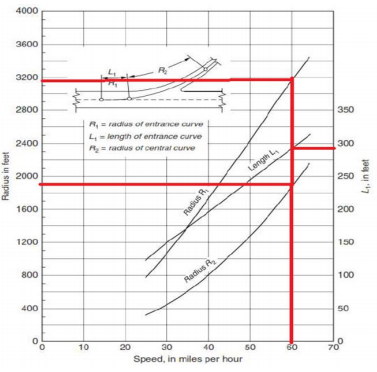 4000
3600
3200
2800
2400
2000
1600
1200
800
400
0
Radius in feet
L1
R1
R2
R1 = radius of entrance curve
L1 = length of entrance curve
R2 = radius of central curve
Radius R1
Length L1
Radius R2
350
300
250
200
150
100
50
0
L1, in feet
0 10 20 30 40 50 60 70
Speed, in miles per hour